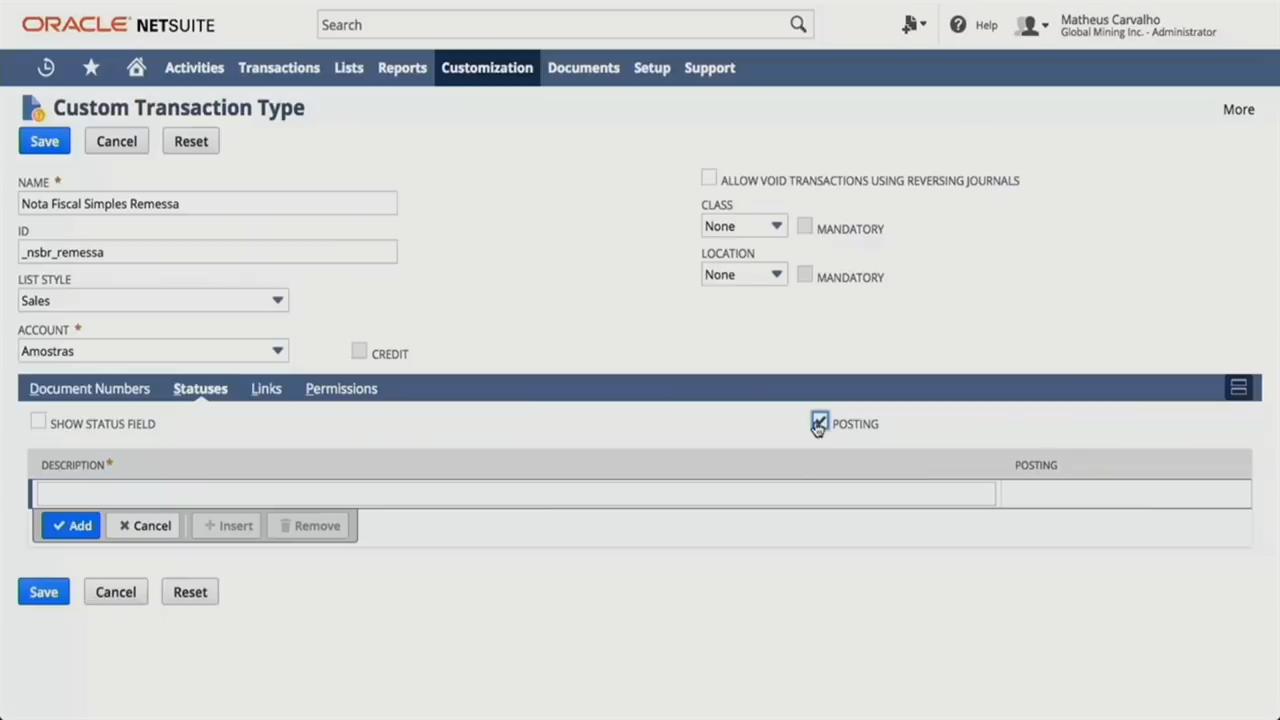 ORACLE NETSUITE
Search
Help
Matheus Carvalho
Global Mining Inc. - Administrator
Activities Transactions Lists Reports Customization Documents Setup Support
Custom Transaction Type
More
Save Cancel Reset
NAME *
Nota Fiscal Simples Remessa
ID
_nsbr_remessa
LIST STYLE
Sales
ACCOUNT *
Amostras
CREDIT
ALLOW VOID TRANSACTIONS USING REVERSING JOURNALS
CLASS
None
MANDATORY
LOCATION
None
MANDATORY
Document Numbers Statuses Links Permissions
SHOW STATUS FIELD
POSTING
DESCRIPTION *
POSTING
Add Cancel Insert Remove
Save Cancel Reset